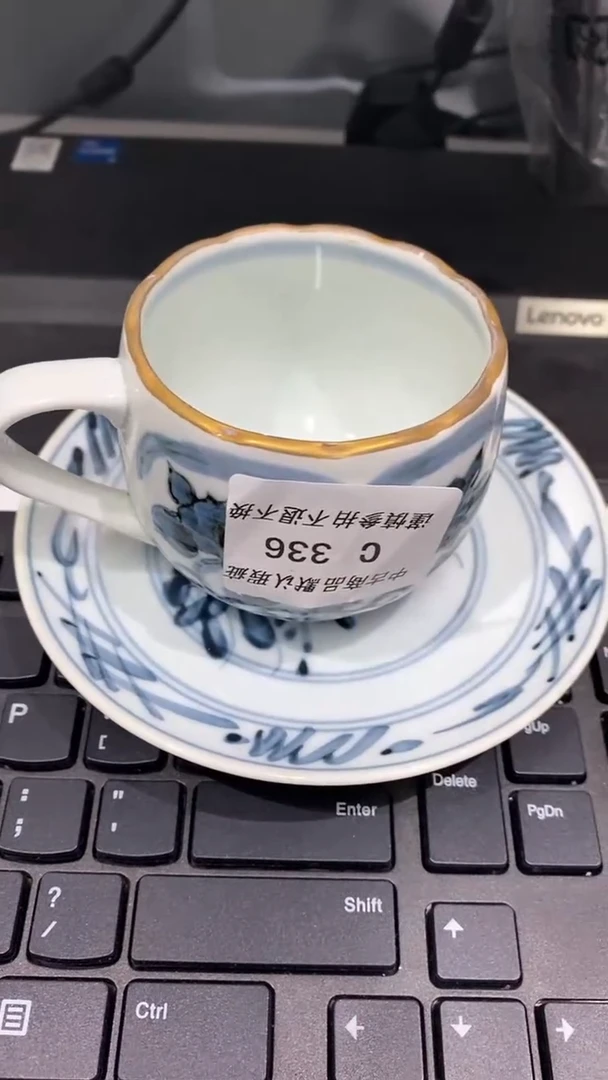 Lenovo
中古商品默认瑕疵
C 336
谨慎参拍不退不换
P
[
gUp
:
;
"
'
Enter
Delete
PgDn
?
/
Shift
↑
Ctrl
←
↓
→